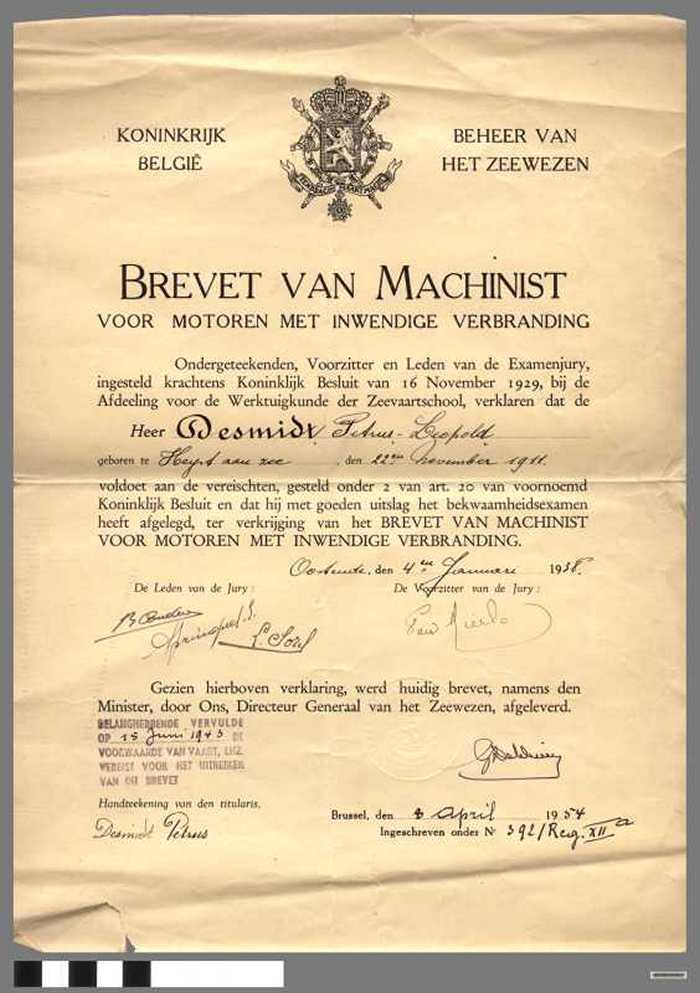 KONINKRIJK
BELGIË
BEHEER VAN
HET ZEEWEZEN
BREVET VAN MACHINIST
VOOR MOTOREN MET INWENDIGE VERBRANDING
Ondergeteekenden, Voorzitter en Leden van de Examenjury,
ingesteld krachtens Koninklijk Besluit van 16 November 1929, bij de
Afdeeling voor de Werktuigkunde der Zeevaartschool, verklaren dat de
Heer Desmidt Petrus-Leopold
geboren te Heyst aan zee, den 22en november 1911.
voldoet aan de vereischten, gesteld onder 2 van art. 20 van voornoemd
Koninklijk Besluit en dat hij met goeden uitslag het bekwaamheidsexamen
heeft afgelegd, ter verkrijging van het BREVET VAN MACHINIST
VOOR MOTOREN MET INWENDIGE VERBRANDING.
Oostende, den 4en Januari 1938.
De Leden van de Jury :
De Voorzitter van de Jury :
Gezien hierboven verklaring, werd huidig brevet, namens den
Minister, door Ons, Directeur Generaal van het Zeewezen, afgeleverd.
BELANGHEBBENDE VERVULDE
OP 15 Juni 1943 DE
VOORWAARDE VAN VAART, ENZ.
VEREIST VOOR HET UITREIKEN
VAN DIT BREVET
Handteekening van den titularis,
Desmidt Petrus
Brussel, den 8 april 1954
Ingeschreven onder Nr 392/Reg. XII a